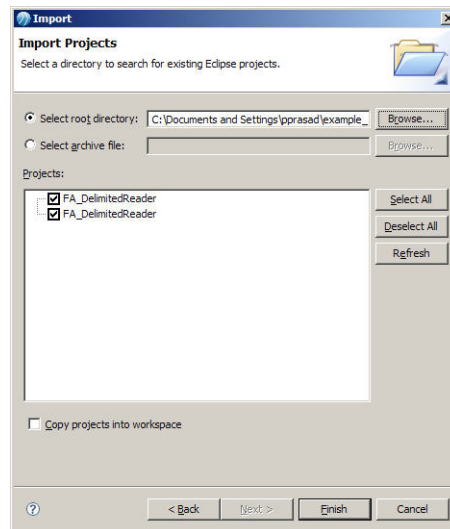 Import
Import Projects
Select a directory to search for existing Eclipse projects.
Select root directory: C:\Documents and Settings\pprasad\example_ Browse...
Select archive file: Browse...
Projects:
FA_DelimitedReader
FA_DelimitedReader
Select All
Deselect All
Refresh
Copy projects into workspace
? < Back Next > Finish Cancel